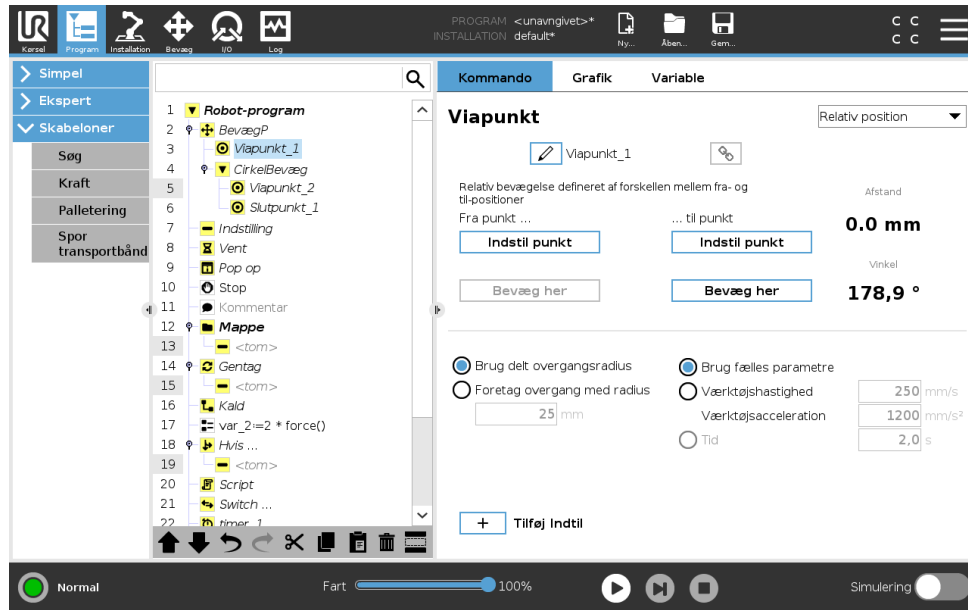 PROGRAM <unavngivet>*
INSTALLATION default*
Kørsel Program Installation Bevæg I/O Log Ny... Åben... Gem...
C C
C C
Simpel
Ekspert
Skabeloner
Søg
Kraft
Palletering
Spor
transportbånd
1 Robot-program
2 BevægP
3 Viapunkt_1
4 CirkelBevæg
5 Viapunkt_2
6 Slutpunkt_1
7 Indstilling
8 Vent
9 Pop op
10 Stop
11 Kommentar
12 Mappe
13 <tom>
14 Gentag
15 <tom>
16 Kald
17 var_2:=2 * force()
18 Hvis ...
19 <tom>
20 Script
21 Switch ...
22 timer_1
Kommando Grafik Variable
Viapunkt Relativ position
Viapunkt_1
Relativ bevægelse defineret af forskellen mellem fra- og
til-positioner
Afstand
Fra punkt ... ... til punkt
0.0 mm
Indstil punkt Indstil punkt
Vinkel
Bevæg her Bevæg her 178,9 °
Brug delt overgangsradius Brug fælles parametre
Foretag overgang med radius Værktøjshastighed 250 mm/s
25 mm Værktøjsacceleration 1200 mm/s²
Tid 2,0 s
+ Tilføj Indtil
Normal Fart 100% Simulering